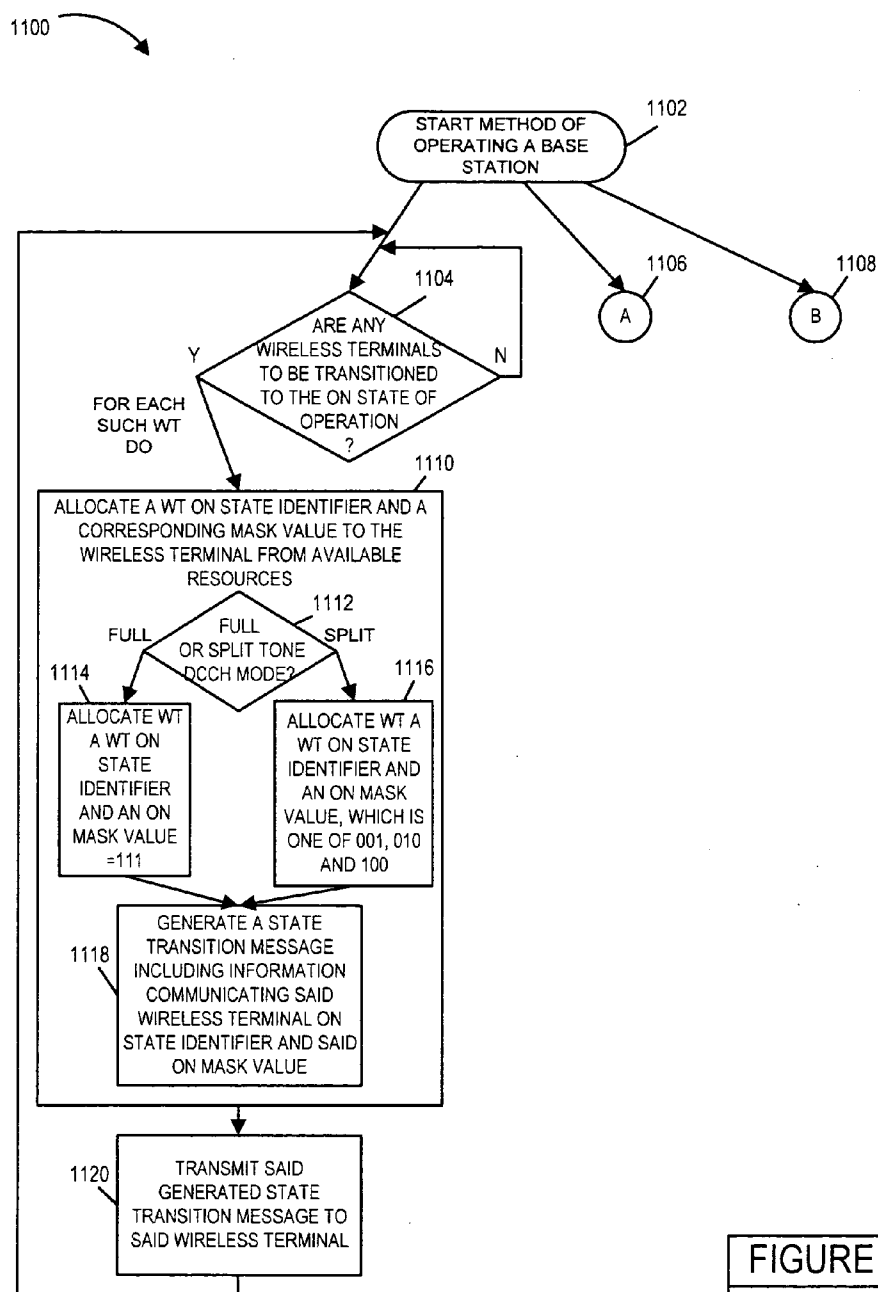 1100
START METHOD OF
OPERATING A BASE
STATION
1102
1104
1106
A
1108
B
ARE ANY
WIRELESS TERMINALS
TO BE TRANSITIONED
TO THE ON STATE OF
OPERATION
?
Y
N
FOR EACH
SUCH WT
DO
1110
ALLOCATE A WT ON STATE IDENTIFIER AND A
CORRESPONDING MASK VALUE TO THE
WIRELESS TERMINAL FROM AVAILABLE
RESOURCES
1112
FULL
OR SPLIT TONE
DCCH MODE?
FULL
SPLIT
1114
ALLOCATE WT
A WT ON
STATE
IDENTIFIER
AND AN ON
MASK VALUE
=111
1116
ALLOCATE WT A
WT ON STATE
IDENTIFIER AND
AN ON MASK
VALUE, WHICH IS
ONE OF 001, 010
AND 100
1118
GENERATE A STATE
TRANSITION MESSAGE
INCLUDING INFORMATION
COMMUNICATING SAID
WIRELESS TERMINAL ON
STATE IDENTIFIER AND SAID
ON MASK VALUE
1120
TRANSMIT SAID
GENERATED STATE
TRANSITION MESSAGE TO
SAID WIRELESS TERMINAL
FIGURE